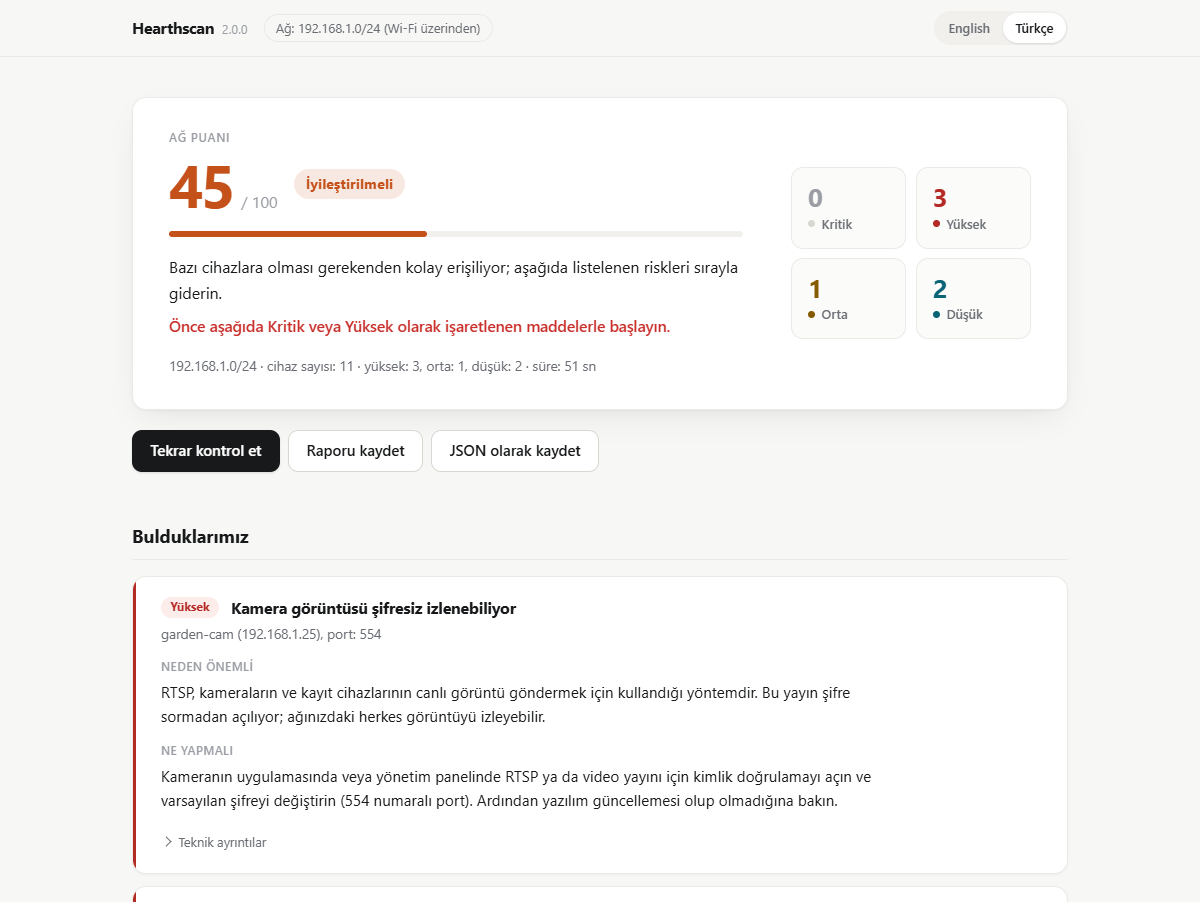 Hearthscan 2.0.0
Ağ: 192.168.1.0/24 (Wi-Fi üzerinden)
English
Türkçe
AĞ PUANI
45 / 100
İyileştirilmeli
Bazı cihazlara olması gerekenden kolay erişiliyor; aşağıda listelenen riskleri sırayla
giderin.
Önce aşağıda Kritik veya Yüksek olarak işaretlenen maddelerle başlayın.
192.168.1.0/24 · cihaz sayısı: 11 · yüksek: 3, orta: 1, düşük: 2 · süre: 51 sn
0
Kritik
3
Yüksek
1
Orta
2
Düşük
Tekrar kontrol et
Raporu kaydet
JSON olarak kaydet
Bulduklarımız
Yüksek
Kamera görüntüsü şifresiz izlenebiliyor
garden-cam (192.168.1.25), port: 554
NEDEN ÖNEMLİ
RTSP, kameraların ve kayıt cihazlarının canlı görüntü göndermek için kullandığı yöntemdir. Bu yayın şifre
sormadan açılıyor; ağınızdaki herkes görüntüyü izleyebilir.
NE YAPMALI
Kameranın uygulamasında veya yönetim panelinde RTSP ya da video yayını için kimlik doğrulamayı açın ve
varsayılan şifreyi değiştirin (554 numaralı port). Ardından yazılım güncellemesi olup olmadığına bakın.
Teknik ayrıntılar